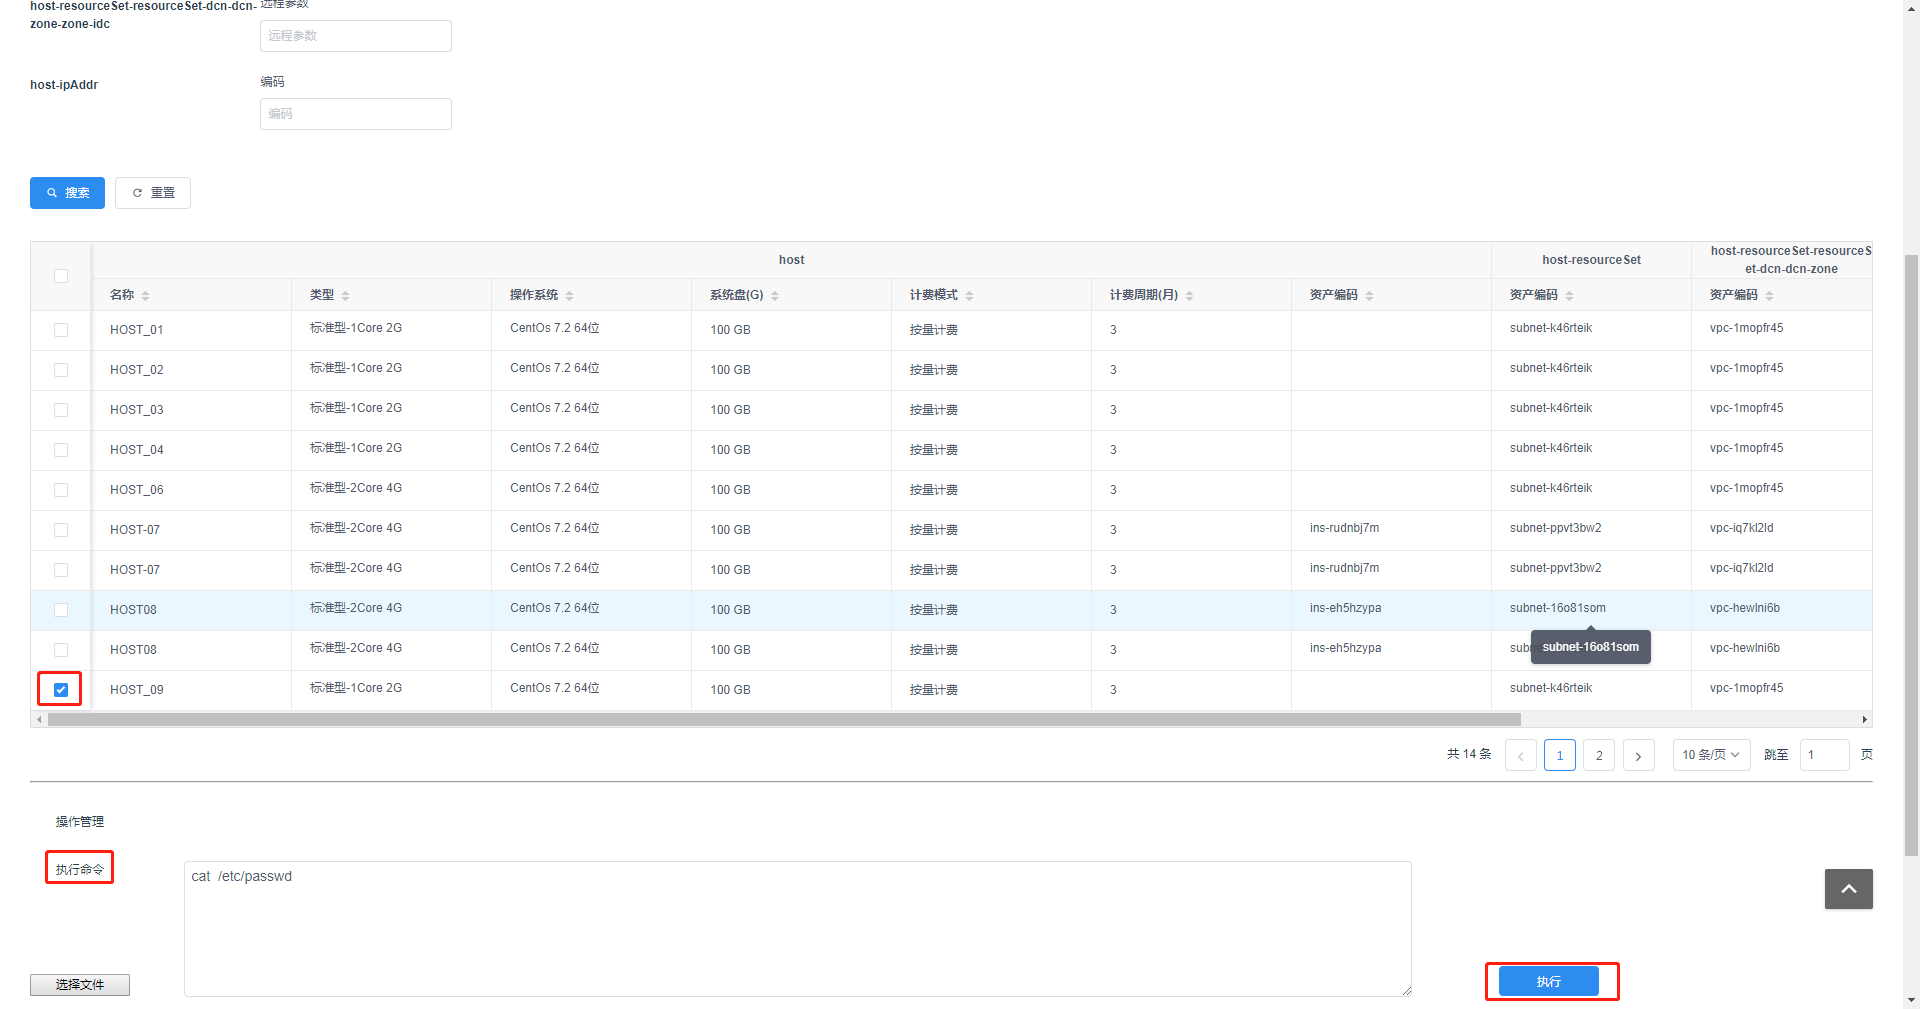 host-resourceSet-resourceSet-dcn-dcn-zone-zone-idc
远程参数
远程参数
host-ipAddr
编码
编码
搜索 重置
host host-resourceSet host-resourceSet-resourceSet-dcn-dcn-zone
名称 类型 操作系统 系统盘(G) 计费模式 计费周期(月) 资产编码 资产编码 资产编码
HOST_01 标准型-1Core 2G CentOs 7.2 64位 100 GB 按量计费 3 subnet-k46rteik vpc-1mopfr45
HOST_02 标准型-1Core 2G CentOs 7.2 64位 100 GB 按量计费 3 subnet-k46rteik vpc-1mopfr45
HOST_03 标准型-1Core 2G CentOs 7.2 64位 100 GB 按量计费 3 subnet-k46rteik vpc-1mopfr45
HOST_04 标准型-1Core 2G CentOs 7.2 64位 100 GB 按量计费 3 subnet-k46rteik vpc-1mopfr45
HOST_06 标准型-2Core 4G CentOs 7.2 64位 100 GB 按量计费 3 subnet-k46rteik vpc-1mopfr45
HOST-07 标准型-2Core 4G CentOs 7.2 64位 100 GB 按量计费 3 ins-rudnbj7m subnet-ppvt3bw2 vpc-iq7kl2ld
HOST-07 标准型-2Core 4G CentOs 7.2 64位 100 GB 按量计费 3 ins-rudnbj7m subnet-ppvt3bw2 vpc-iq7kl2ld
HOST08 标准型-2Core 4G CentOs 7.2 64位 100 GB 按量计费 3 ins-eh5hzypa subnet-16o81som vpc-hewlni6b
HOST08 标准型-2Core 4G CentOs 7.2 64位 100 GB 按量计费 3 ins-eh5hzypa subnet-16o81som vpc-hewlni6b
HOST_09 标准型-1Core 2G CentOs 7.2 64位 100 GB 按量计费 3 subnet-k46rteik vpc-1mopfr45
共 14 条 1 2 10 条/页 跳至 1 页
操作管理
执行命令
cat /etc/passwd
选择文件
执行